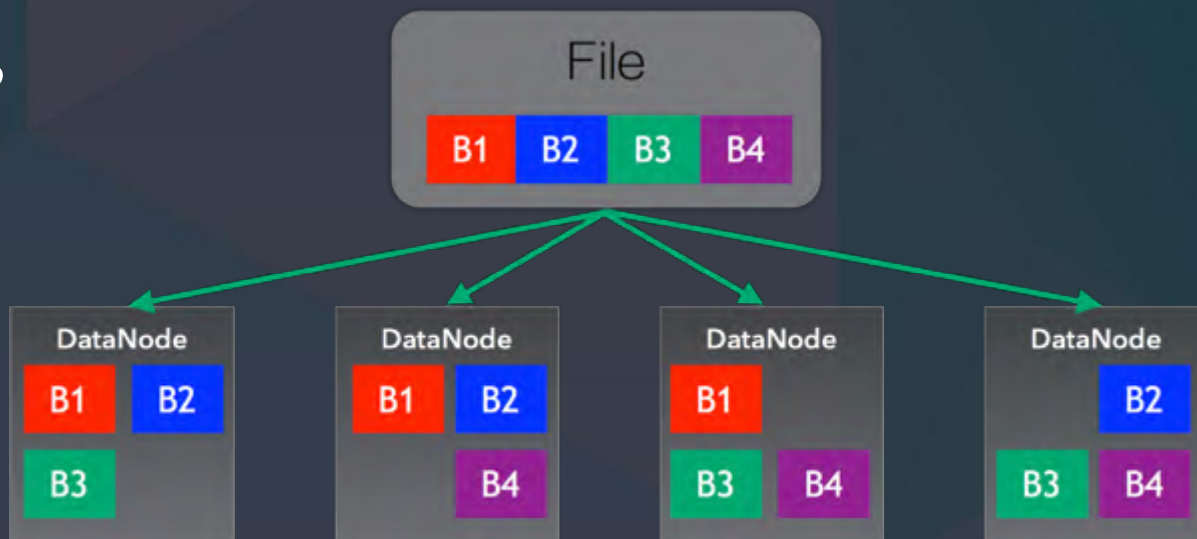 File
B1 B2 B3 B4
DataNode
B1 B2
B3
DataNode
B1 B2
B4
DataNode
B1
B3 B4
DataNode
B2
B3 B4